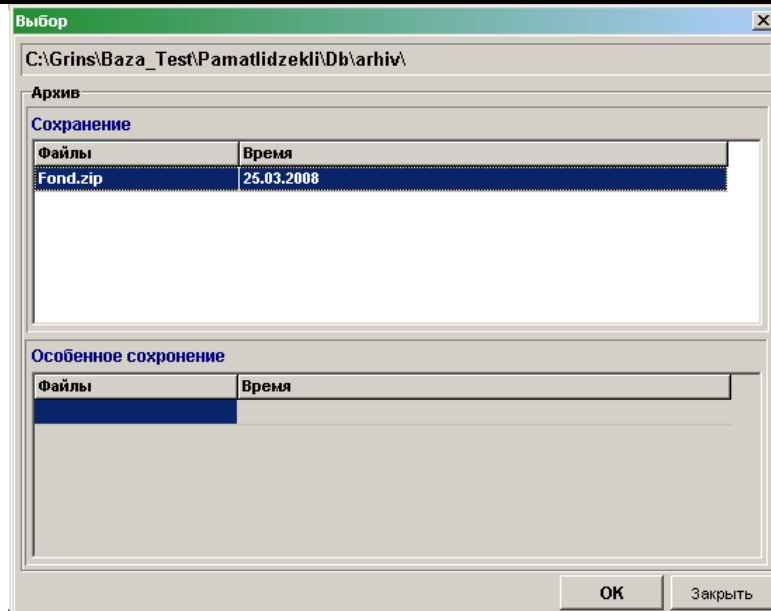 Выбор
C:\Grins\Baza_Test\Pamatlidzekli\Db\arhiv\
Архив
Сохранение
Файлы Время
Fond.zip 25.03.2008
Особенное сохронение
Файлы Время
OK Закрыть